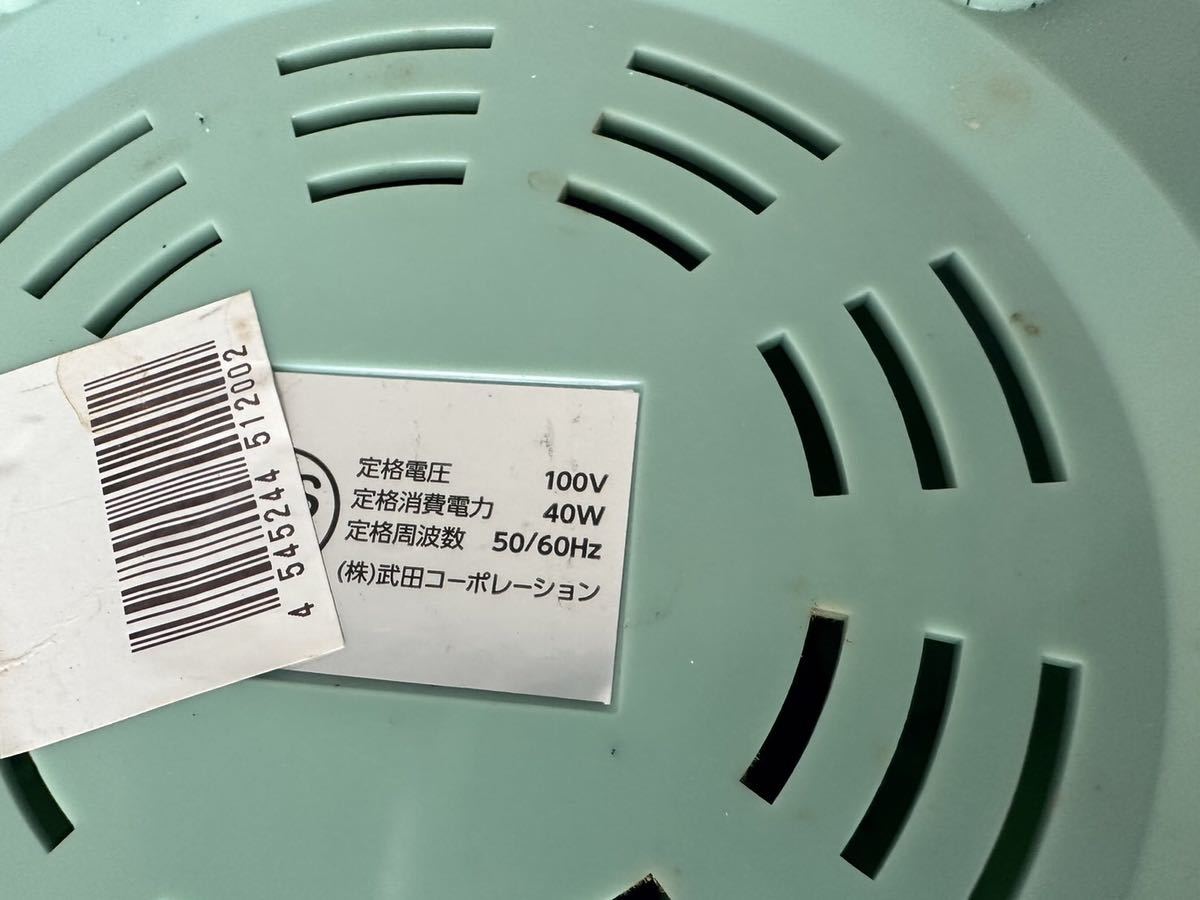 4 545244 512002
定格電圧 100V
定格消費電力 40W
定格周波数 50/60Hz
(株)武田コーポレーション